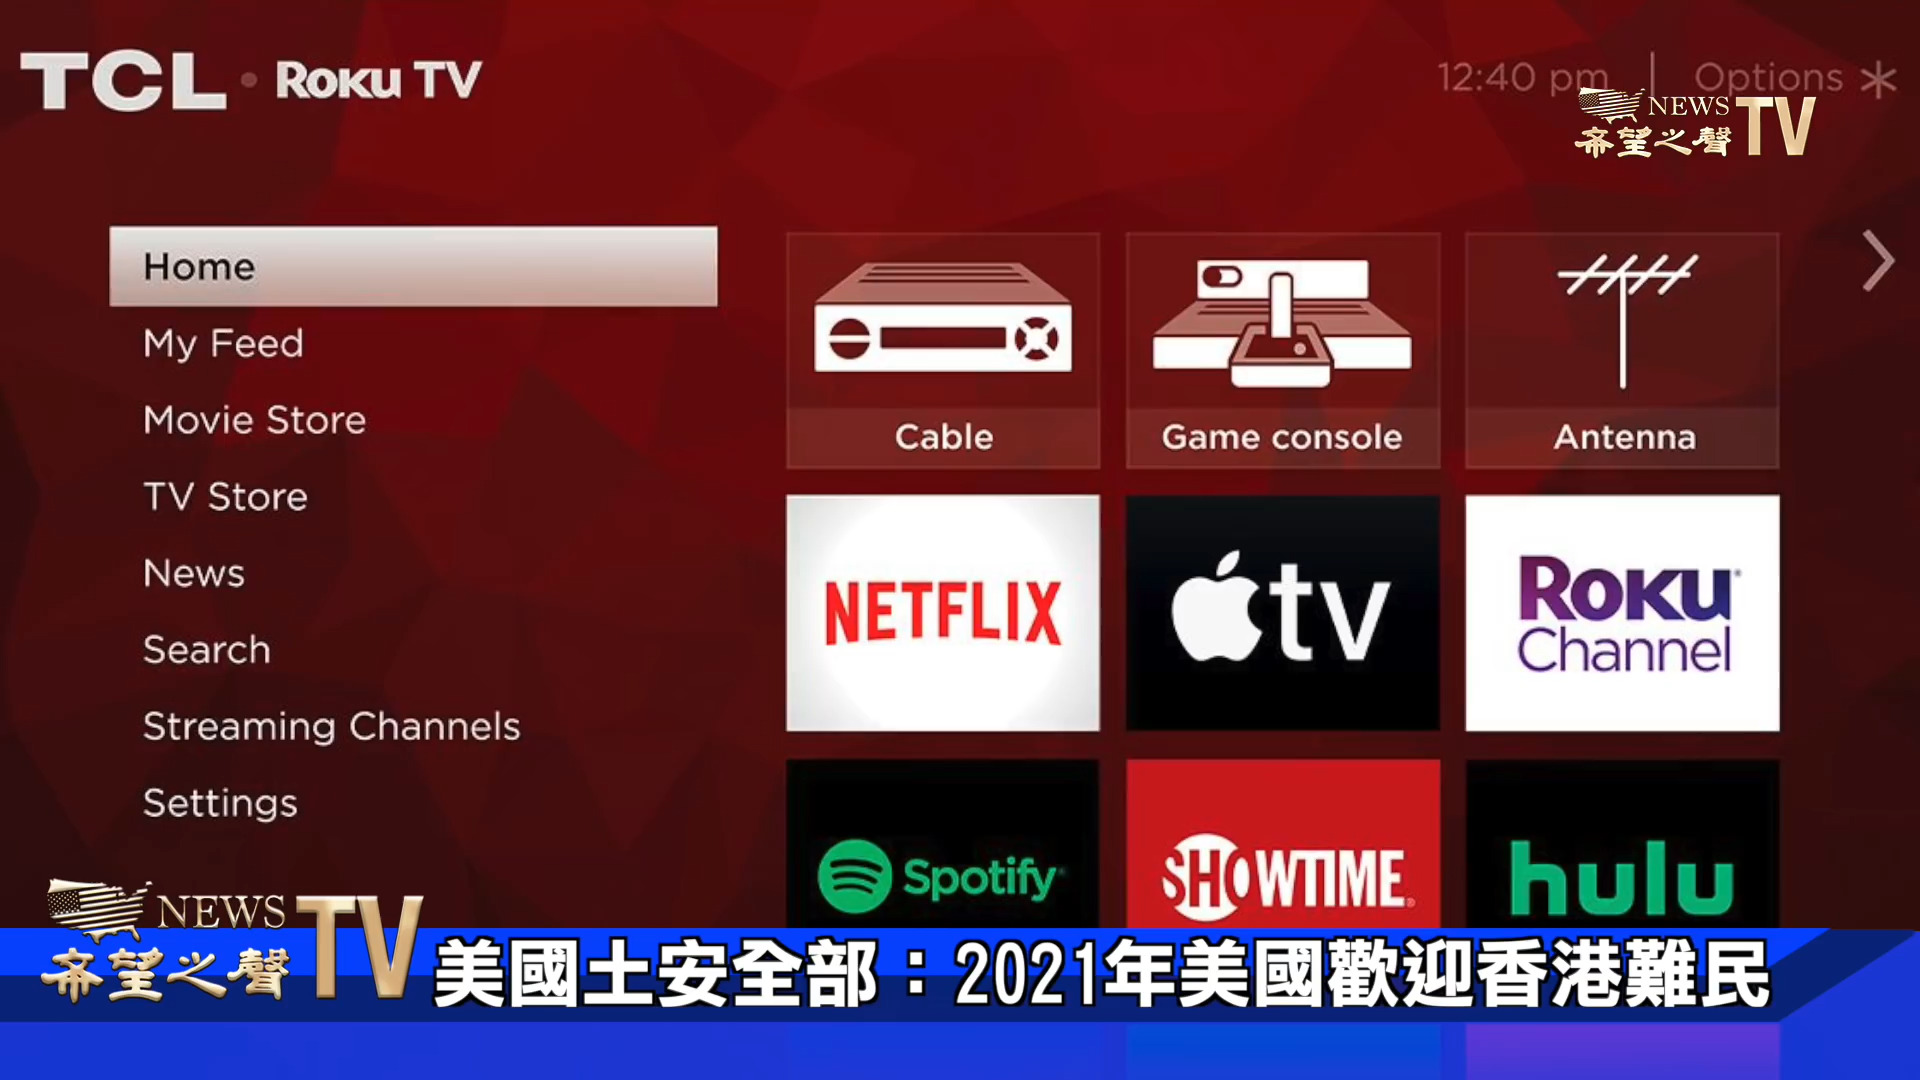 TCL • Roku TV
12:40 pm | Options
NEWS
希望之聲 TV
Home
My Feed
Movie Store
TV Store
News
Search
Streaming Channels
Settings
Cable
Game console
Antenna
NETFLIX
tv
Roku
Channel
Spotify
SHOWTIME
hulu
NEWS
希望之聲 TV
美國土安全部：2021年美國歡迎香港難民